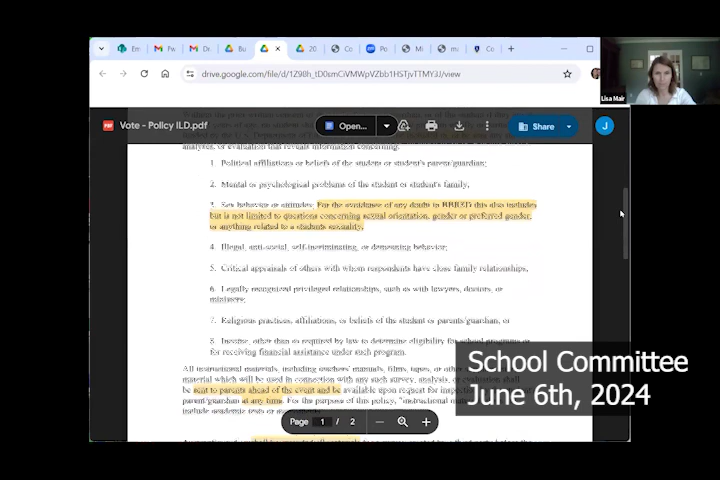 Lisa Mair
drive.google.com/file/d/1Z98h_tD0smCiVMWpVZbb1HSTjvTTMY3J/view
Vote - Policy ILD.pdf
Open...
Share
J
analyses, or evaluation that reveals information concerning:
1. Political affiliations or beliefs of the student or student's parent/guardian;
2. Mental or psychological problems of the student or student's family;
3. Sex behavior or attitudes; For the avoidance of any doubt in BRRED this also includes
but is not limited to questions concerning sexual orientation, gender or preferred gender,
or anything related to a students sexuality.
4. Illegal, anti-social, self-incriminating, or demeaning behavior;
5. Critical appraisals of others with whom respondents have close family relationships;
6. Legally recognized privileged relationships, such as with lawyers, doctors, or
ministers;
7. Religious practices, affiliations, or beliefs of the student or parents/guardian, or
8. Income, other than as required by law to determine eligibility for school programs or
for receiving financial assistance under such program.
All instructional materials, including teachers' manuals, films, tapes, or other
material which will be used in connection with any such survey, analysis, or evaluation shall
be sent to parents ahead of the event and be available upon request for inspection
parent/guardian at any time. For the purpose of this policy, "instructional
include academic tests or
Page 1 / 2
School Committee
June 6th, 2024